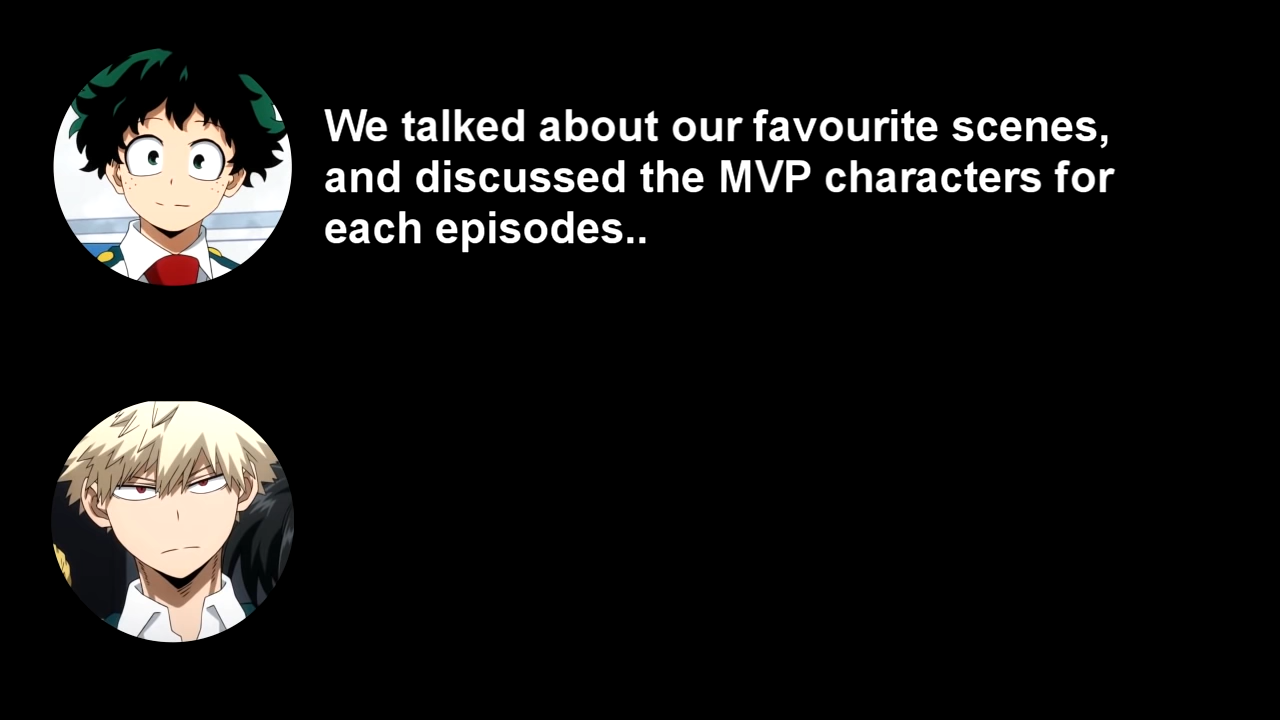 We talked about our favourite scenes,
and discussed the MVP characters for
each episodes..